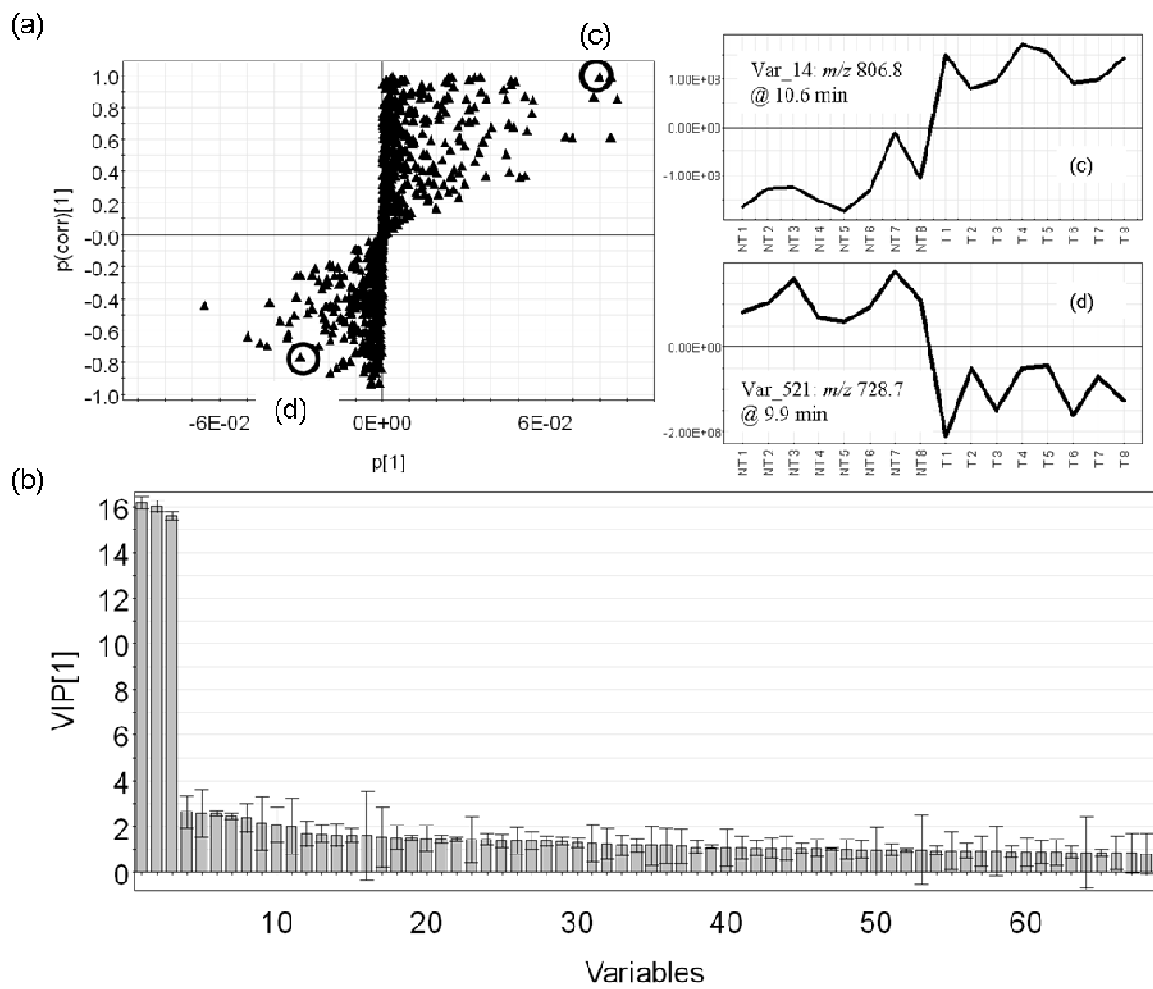 (a)
(c)
1.0
0.8
0.6
0.4
0.2
-0.0
-0.2
-0.4
-0.6
-0.8
-1.0
p(corr)[1]
(d)
-6E-02
0E+00
6E-02
p[1]
1.00E+03
0.00E+03
-1.00E+03
Var_14: m/z 806.8
@ 10.6 min
(c)
NT1
NT2
NT3
NT4
NT5
NT6
NT7
NT8
T1
T2
T3
T4
T5
T6
T7
T8
(d)
0.00E+00
Var_521: m/z 728.7
@ 9.9 min
-2.00E+08
NT1
NT2
NT3
NT4
NT5
NT6
NT7
NT8
T1
T2
T3
T4
T5
T6
T7
T8
(b)
16
14
12
10
8
6
4
2
0
VIP[1]
10
20
30
40
50
60
Variables